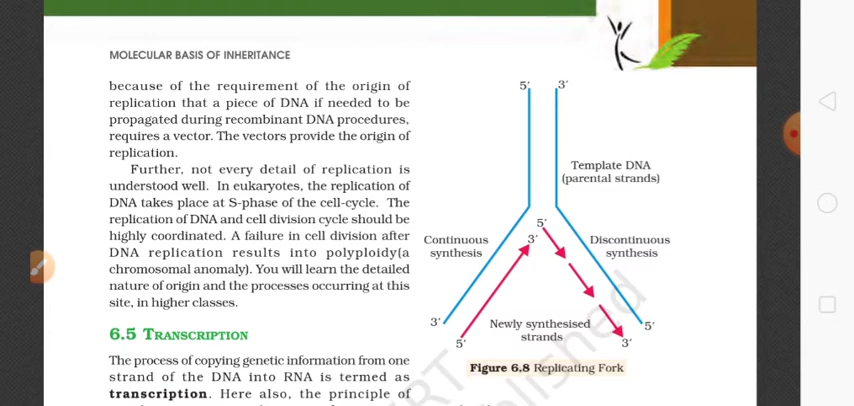 MOLECULAR BASIS OF INHERITANCE
because of the requirement of the origin of
replication that a piece of DNA if needed to be
propagated during recombinant DNA procedures,
requires a vector. The vectors provide the origin of
replication.
Further, not every detail of replication is
understood well. In eukaryotes, the replication of
DNA takes place at S-phase of the cell-cycle. The
replication of DNA and cell division cycle should be
highly coordinated. A failure in cell division after
DNA replication results into polyploidy(a
chromosomal anomaly). You will learn the detailed
nature of origin and the processes occurring at this
site, in higher classes.
6.5 TRANSCRIPTION
The process of copying genetic information from one
strand of the DNA into RNA is termed as
transcription. Here also, the principle of
5′ 3′
Template DNA
(parental strands)
5′
3′
Continuous
synthesis
Discontinuous
synthesis
3′
5′
Newly synthesised
strands
5′
3′
Figure 6.8 Replicating Fork